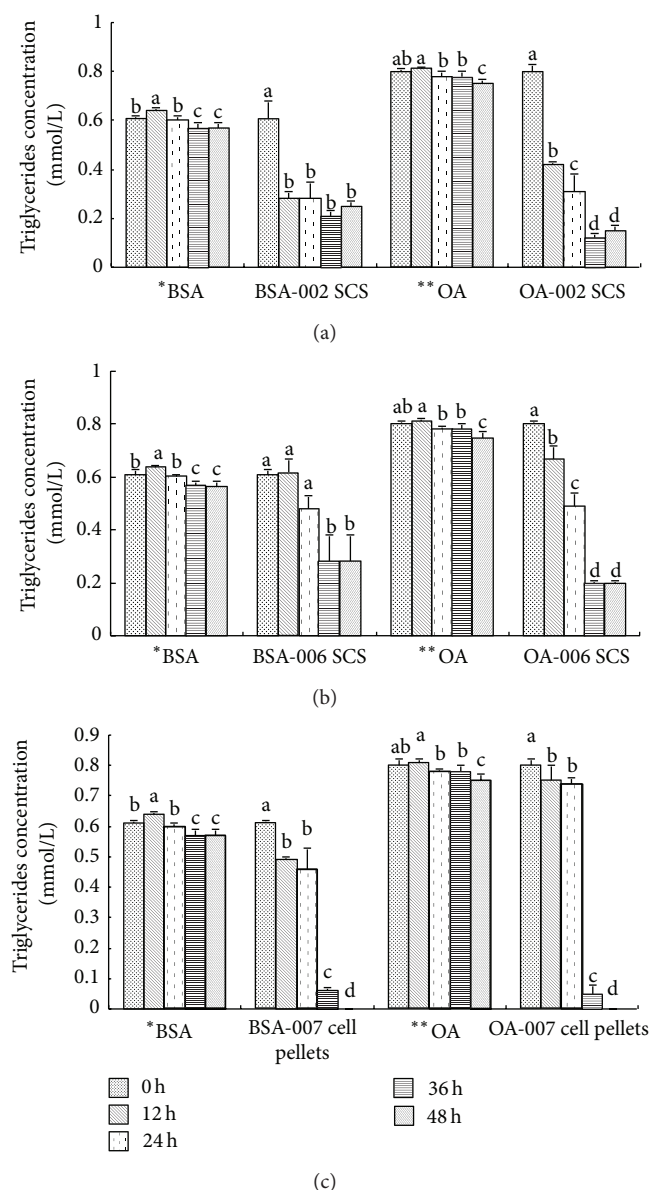 1
0.8
0.6
0.4
0.2
0
Triglycerides concentration
(mmol/L)
b a b c c
a b b b b
ab a b b c
a b c d d
*BSA BSA-002 SCS **OA OA-002 SCS
(a)
1
0.8
0.6
0.4
0.2
0
Triglycerides concentration
(mmol/L)
b a b c c
a a a b b
ab a b b c
a b c d d
*BSA BSA-006 SCS **OA OA-006 SCS
(b)
0.9
0.8
0.7
0.6
0.5
0.4
0.3
0.2
0.1
0
Triglycerides concentration
(mmol/L)
b a b c c
a b b c d
ab a b b c
a b b c d
*BSA BSA-007 cell pellets **OA OA-007 cell pellets
0 h
12 h
24 h
36 h
48 h
(c)